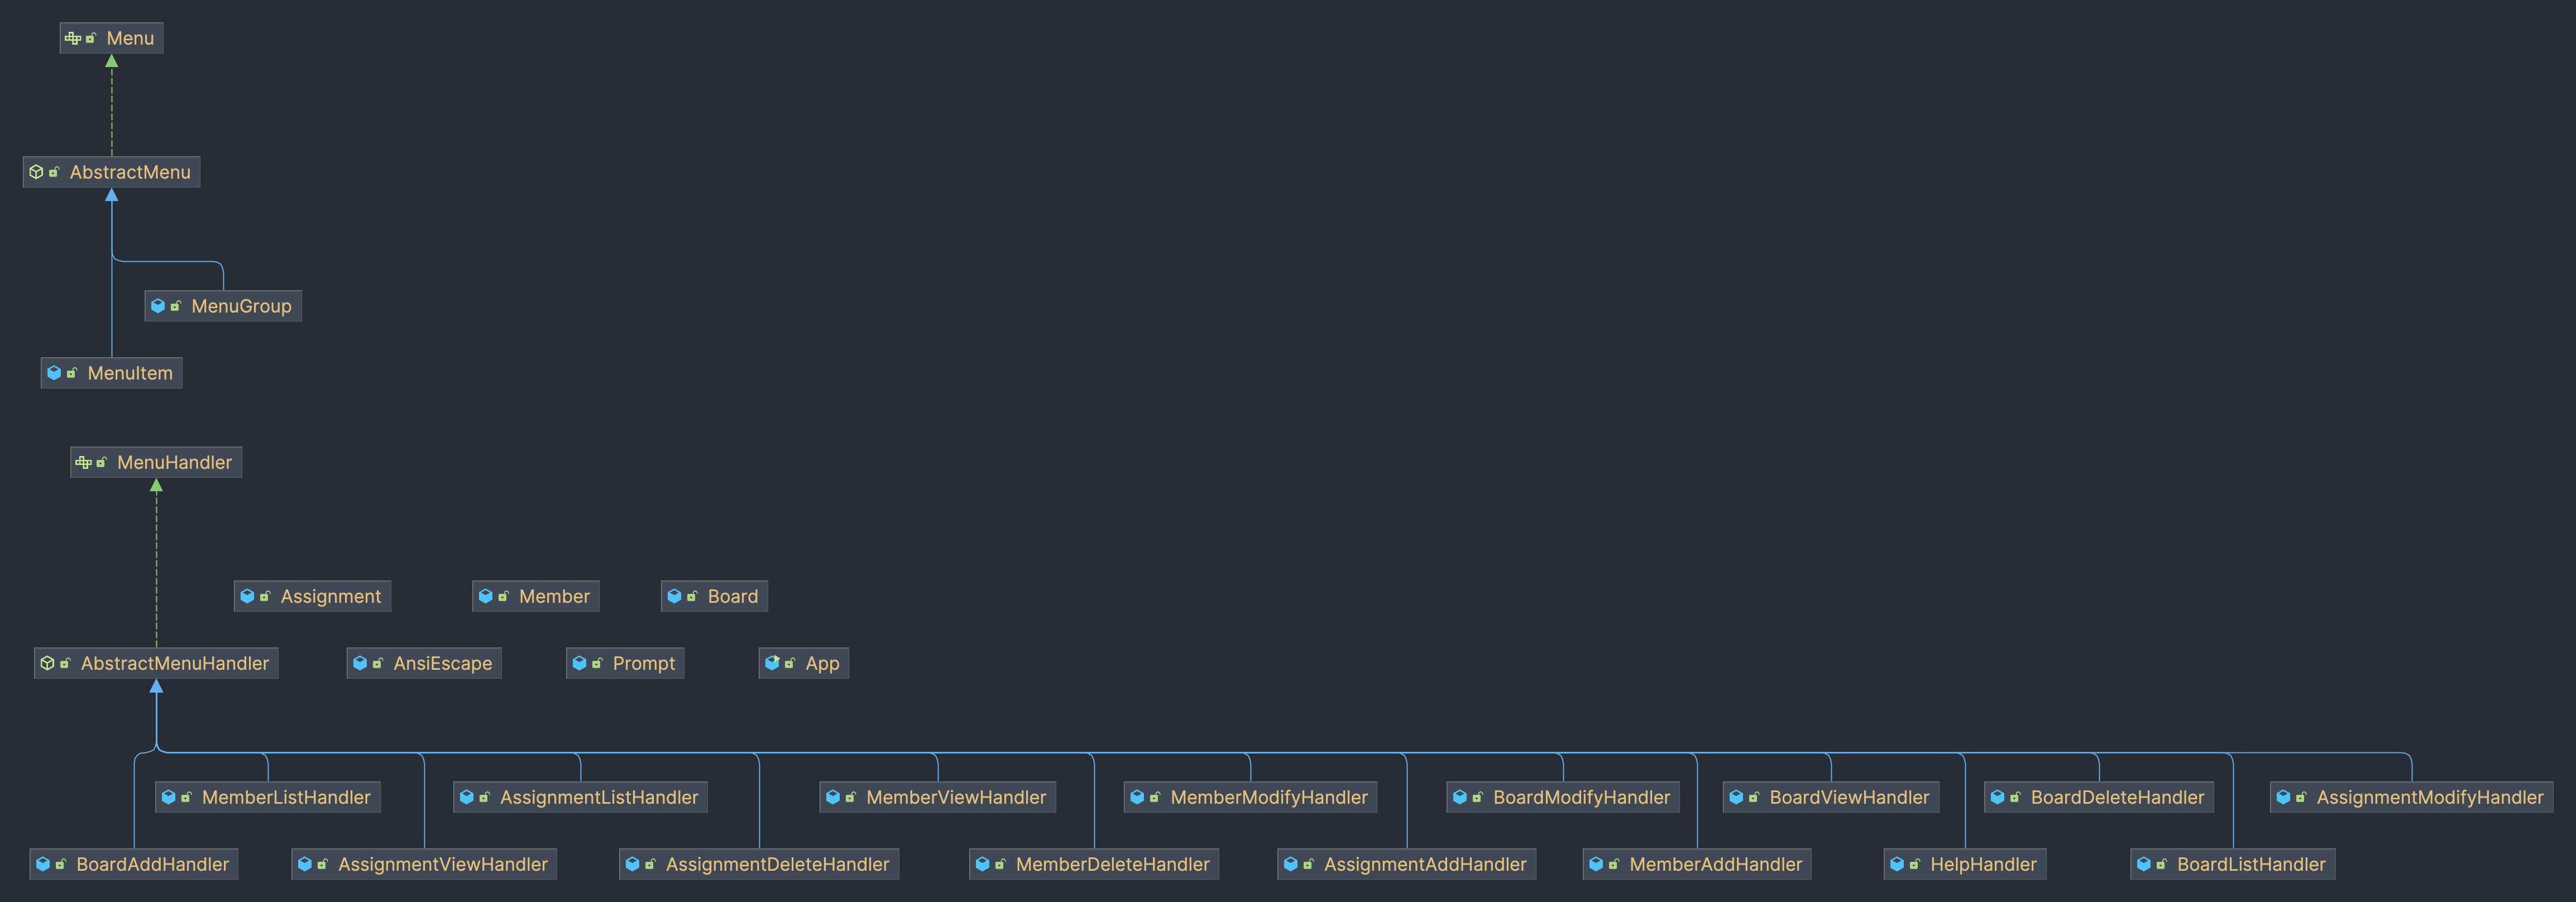 Menu
AbstractMenu
MenuGroup
MenuItem
MenuHandler
Assignment
Member
Board
AbstractMenuHandler
AnsiEscape
Prompt
App
MemberListHandler
AssignmentListHandler
MemberViewHandler
MemberModifyHandler
BoardModifyHandler
BoardViewHandler
BoardDeleteHandler
AssignmentModifyHandler
BoardAddHandler
AssignmentViewHandler
AssignmentDeleteHandler
MemberDeleteHandler
AssignmentAddHandler
MemberAddHandler
HelpHandler
BoardListHandler